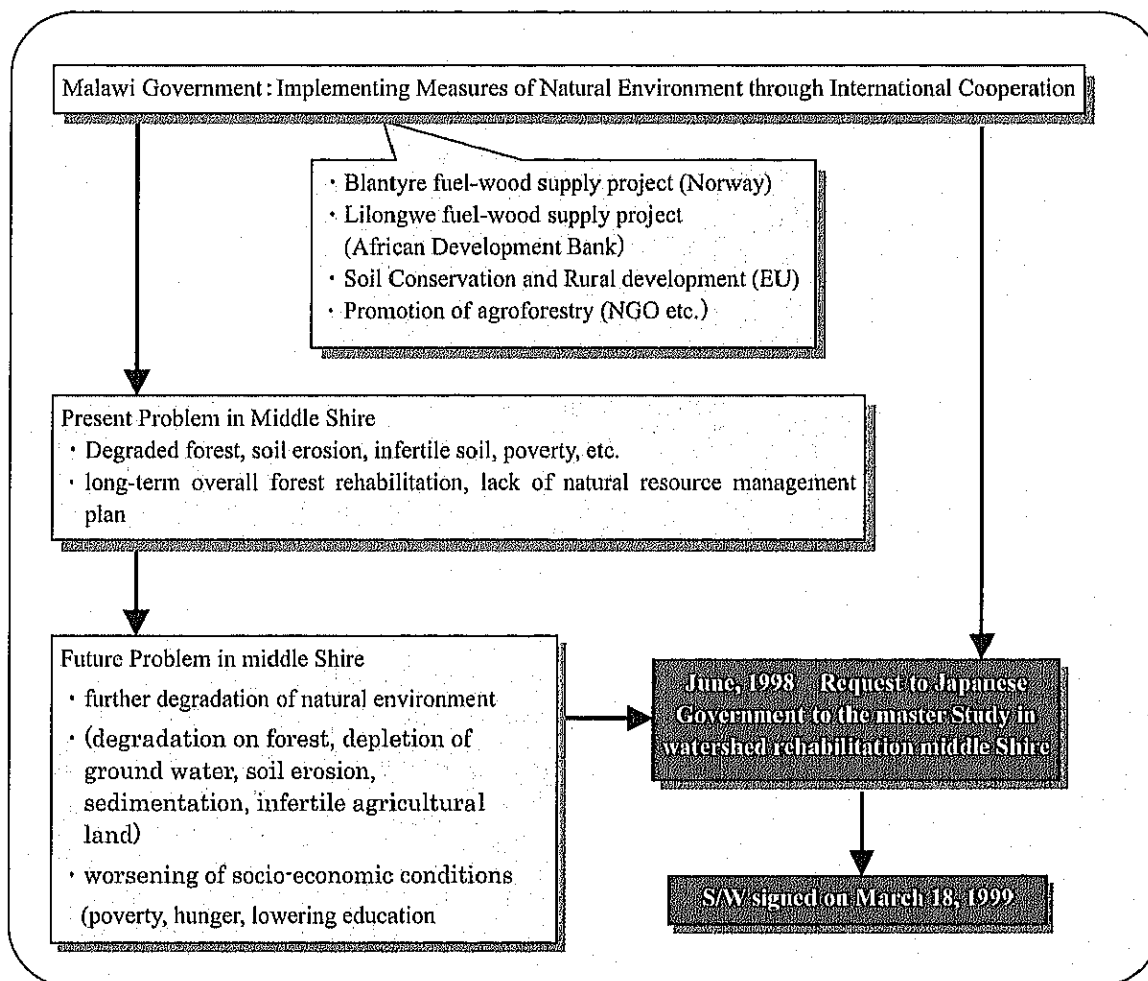 Malawi Government : Implementing Measures of Natural Environment through International Cooperation
・ Blantyre fuel-wood supply project (Norway)
・ Lilongwe fuel-wood supply project
(African Development Bank)
・ Soil Conservation and Rural development (EU)
・ Promotion of agroforestry (NGO etc.)
Present Problem in Middle Shire
・ Degraded forest, soil erosion, infertile soil, poverty, etc.
・ long-term overall forest rehabilitation, lack of natural resource management
plan
Future Problem in middle Shire
・ further degradation of natural environment
・ (degradation on forest, depletion of
ground water, soil erosion,
sedimentation, infertile agricultural
land)
・ worsening of socio-economic conditions
(poverty, hunger, lowering education
June, 1998 Request to Japanese
Government to the master Study in
watershed rehabilitation middle Shire
S/W signed on March 18, 1999